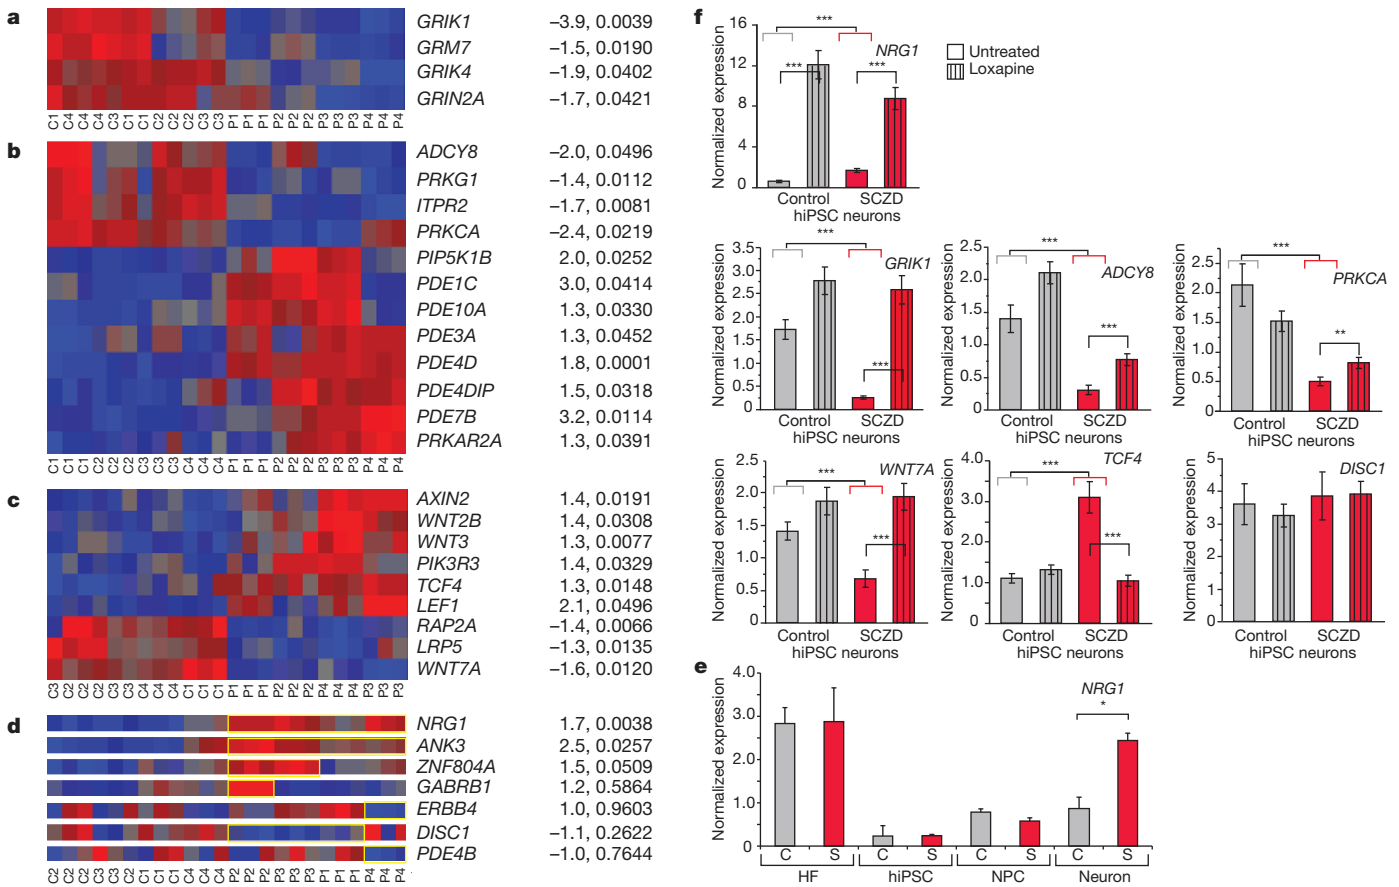 a
GRIK1 –3.9, 0.0039
GRM7 –1.5, 0.0190
GRIK4 –1.9, 0.0402
GRIN2A –1.7, 0.0421
C1 C4 C4 C4 C3 C1 C1 C2 C2 C2 C3 C3 P1 P1 P1 P2 P2 P2 P3 P3 P3 P4 P4 P4
b
ADCY8 –2.0, 0.0496
PRKG1 –1.4, 0.0112
ITPR2 –1.7, 0.0081
PRKCA –2.4, 0.0219
PIP5K1B 2.0, 0.0252
PDE1C 3.0, 0.0414
PDE10A 1.3, 0.0330
PDE3A 1.3, 0.0452
PDE4D 1.8, 0.0001
PDE4DIP 1.5, 0.0318
PDE7B 3.2, 0.0114
PRKAR2A 1.3, 0.0391
C1 C1 C1 C2 C2 C2 C3 C3 C3 C4 C4 C4 P1 P1 P1 P2 P2 P2 P3 P3 P3 P4 P4 P4
c
AXIN2 1.4, 0.0191
WNT2B 1.4, 0.0308
WNT3 1.3, 0.0077
PIK3R3 1.4, 0.0329
TCF4 1.3, 0.0148
LEF1 2.1, 0.0496
RAP2A –1.4, 0.0066
LRP5 –1.3, 0.0135
WNT7A –1.6, 0.0120
C3 C2 C2 C3 C3 C2 C4 C4 C4 C1 C1 C1 P1 P1 P1 P2 P2 P2 P4 P4 P4 P3 P3 P3
d
NRG1 1.7, 0.0038
ANK3 2.5, 0.0257
ZNF804A 1.5, 0.0509
GABRB1 1.2, 0.5864
ERBB4 1.0, 0.9603
DISC1 –1.1, 0.2622
PDE4B –1.0, 0.7644
C2 C2 C2 C3 C3 C3 C1 C1 C1 C4 C4 C4 P2 P2 P2 P3 P3 P3 P1 P1 P1 P4 P4 P4
f
Normalized expression
16
12
8
4
0
***
***
***
NRG1
Control SCZD
hiPSC neurons
Untreated
Loxapine
Normalized expression
3.5
3.0
2.5
2.0
1.5
1.0
0.5
0
***
***
GRIK1
Control SCZD
hiPSC neurons
Normalized expression
2.5
2.0
1.5
1.0
0.5
0
***
***
ADCY8
Control SCZD
hiPSC neurons
Normalized expression
2.5
2.0
1.5
1.0
0.5
0
***
**
PRKCA
Control SCZD
hiPSC neurons
Normalized expression
2.5
2.0
1.5
1.0
0.5
0
***
***
WNT7A
Control SCZD
hiPSC neurons
Normalized expression
4.0
3.0
2.0
1.0
0
***
***
TCF4
Control SCZD
hiPSC neurons
Normalized expression
5
4
3
2
1
0
DISC1
Control SCZD
hiPSC neurons
e
Normalized expression
4.0
3.0
2.0
1.0
0
NRG1
*
C S C S C S C S
HF hiPSC NPC Neuron